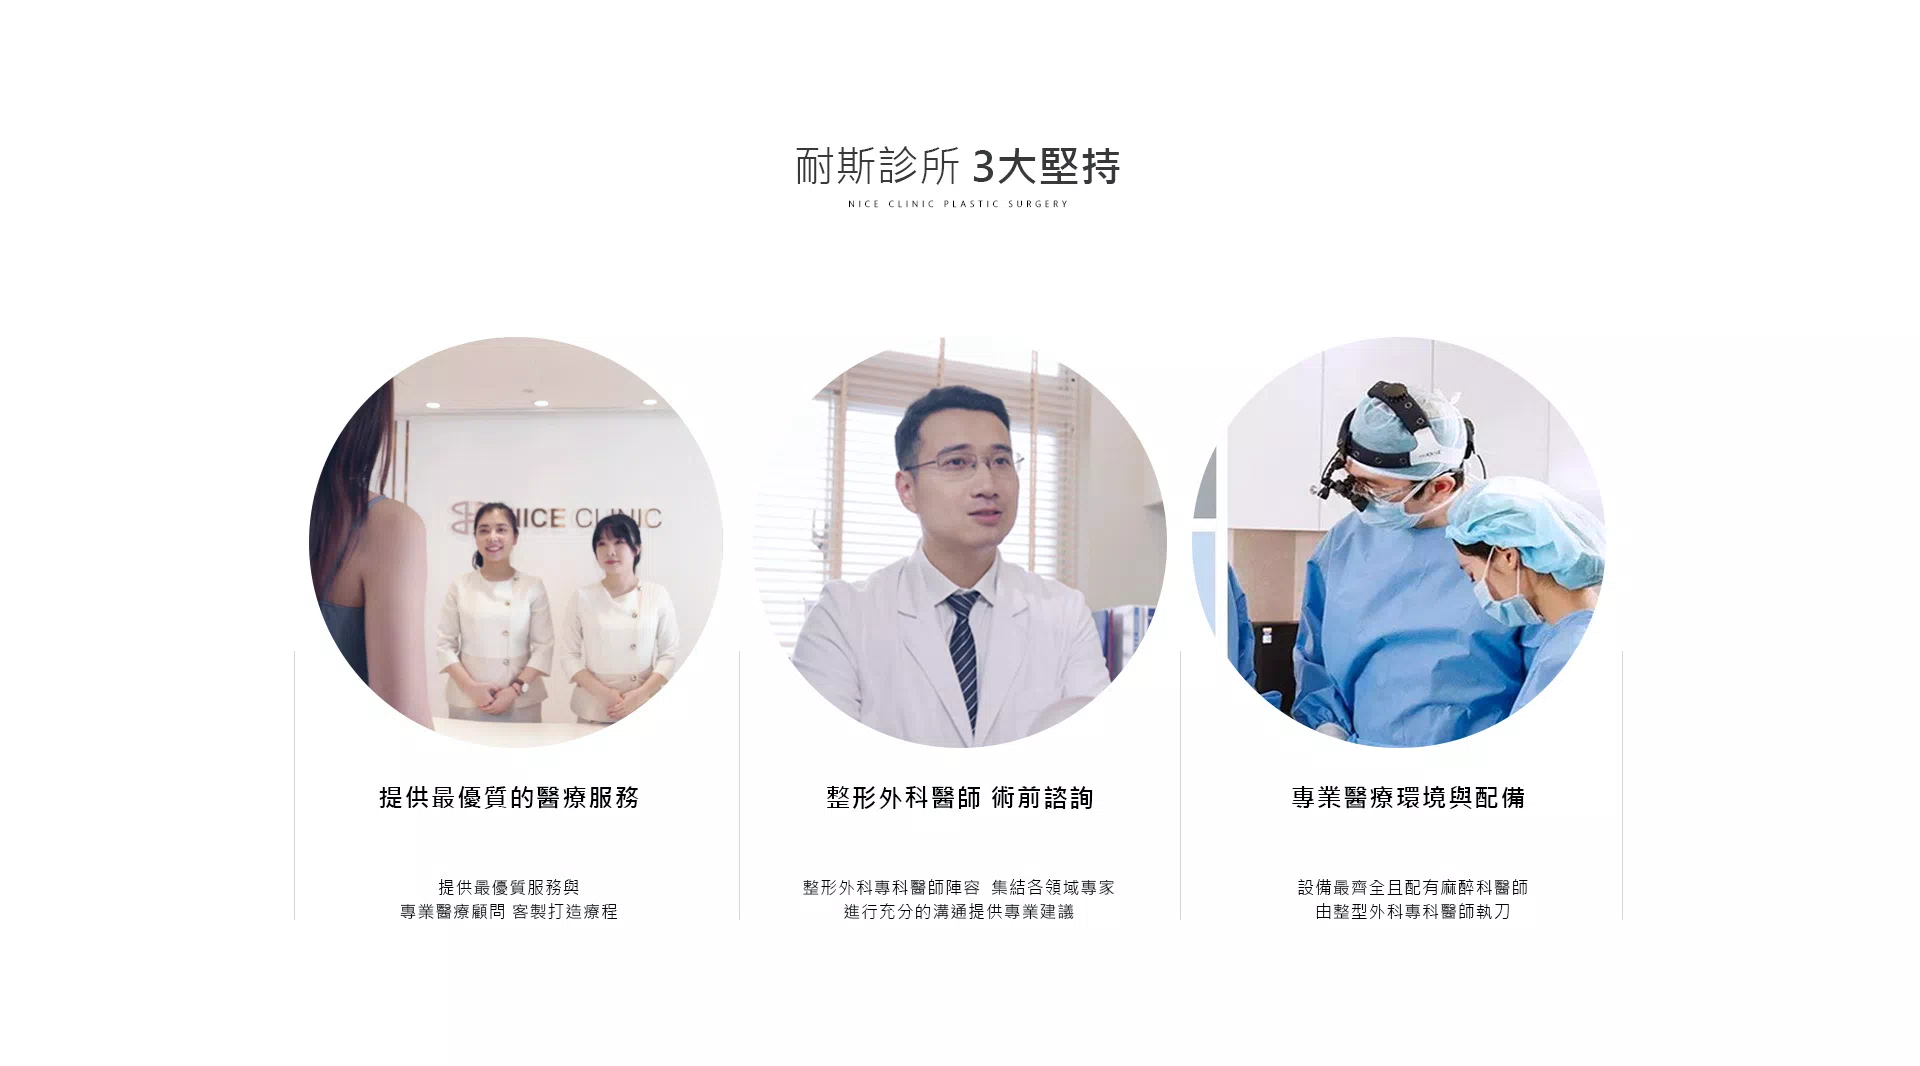 耐斯診所 3大堅持
NICE CLINIC PLASTIC SURGERY
NICE CLINIC
提供最優質的醫療服務
整形外科醫師 術前諮詢
專業醫療環境與配備
提供最優質服務與
專業醫療顧問 客製打造療程
整形外科專科醫師陣容 集結各領域專家
進行充分的溝通提供專業建議
設備最齊全且配有麻醉科醫師
由整型外科專科醫師執刀